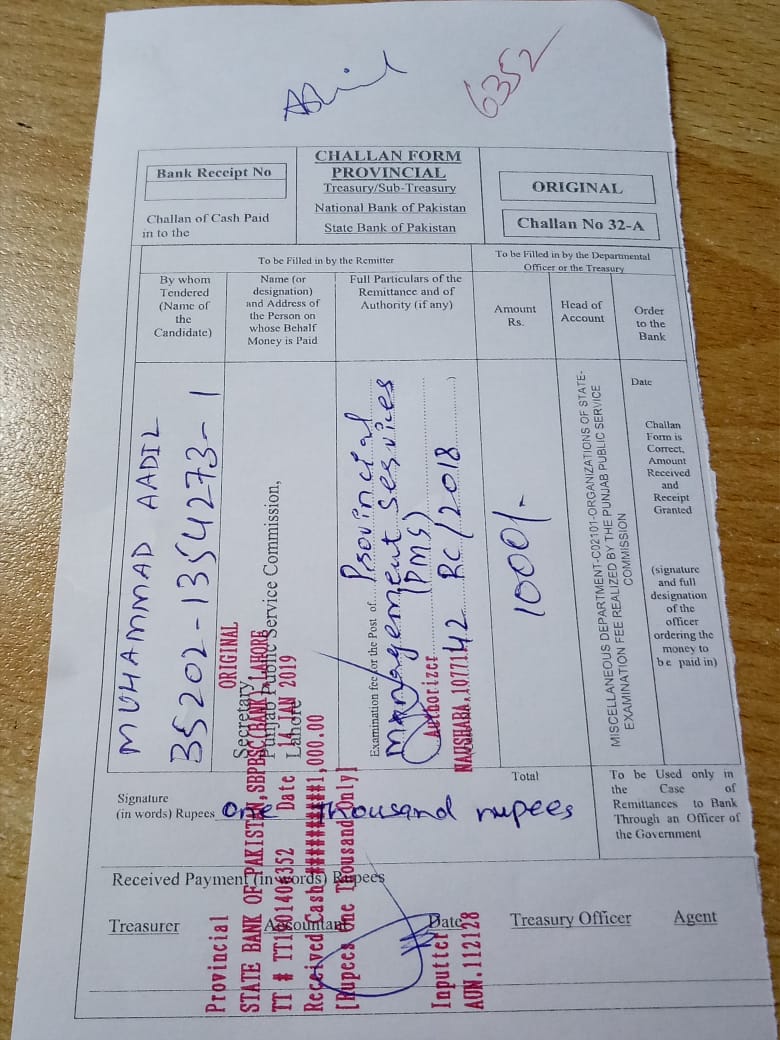 Adil
6352
Bank Receipt No
Challan of Cash Paid
in to the
CHALLAN FORM
PROVINCIAL
Treasury/Sub-Treasury
National Bank of Pakistan
State Bank of Pakistan
ORIGINAL
Challan No 32-A
To be Filled in by the Remitter
To be Filled in by the Departmental
Officer or the Treasury
By whom
Tendered
(Name of
the
Candidate)
Name (or
designation)
and Address of
the Person on
whose Behalf
Money is Paid
Full Particulars of the
Remittance and of
Authority (if any)
Amount
Rs.
Head of
Account
Order
to the
Bank
MUHAMMAD AADIL
35202-1354273-1
Secretary,
Punjab Public Service Commission,
Lahore
Examination fee for the Post of Provincial
Management Services
(PMS)
42 RC/2018
1000/-
MISCELLANEOUS DEPARTMENT-C02101-ORGANIZATIONS OF STATE-
EXAMINATION FEE REALIZED BY THE PUNJAB PUBLIC SERVICE
COMMISSION
Date
Challan
Form is
Correct,
Amount
Received
and
Receipt
Granted
(signature
and full
designation
of the
officer
ordering the
money to
be paid in)
Signature
(in words) Rupees one thousand rupees
Total
To be Used only in
the Case of
Remittances to Bank
Through an Officer of
the Government
Received Payment (in words) Rupees
Treasurer
Accountant
Date
Treasury Officer
Agent
Provincial ORIGINAL
STATE BANK OF PAKISTAN,SBPBSC(BANK),LAHORE
Date JAN 2019
Received Cash ##########1,000.00
[Rupees One Thousand Only]
Inputter Authorizer
AUN.112128 NAUSHABA.10771